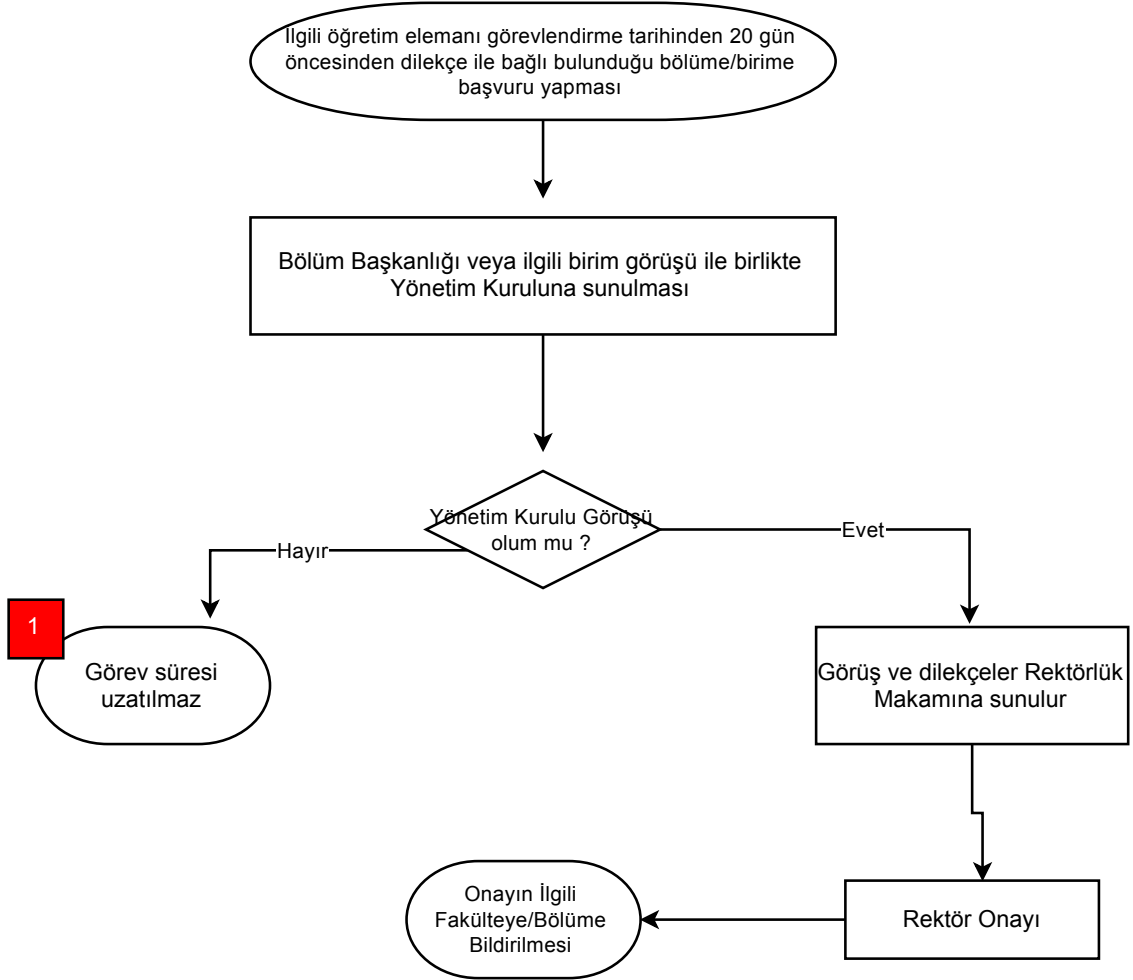 İlgili öğretim elemanı görevlendirme tarihinden 20 gün
öncesinden dilekçe ile bağlı bulunduğu bölüme/birime
başvuru yapması
Bölüm Başkanlığı veya ilgili birim görüşü ile birlikte
Yönetim Kuruluna sunulması
Yönetim Kurulu Görüşü
olum mu ?
Hayır
Evet
1
Görev süresi
uzatılmaz
Görüş ve dilekçeler Rektörlük
Makamına sunulur
Onayın İlgili
Fakülteye/Bölüme
Bildirilmesi
Rektör Onayı